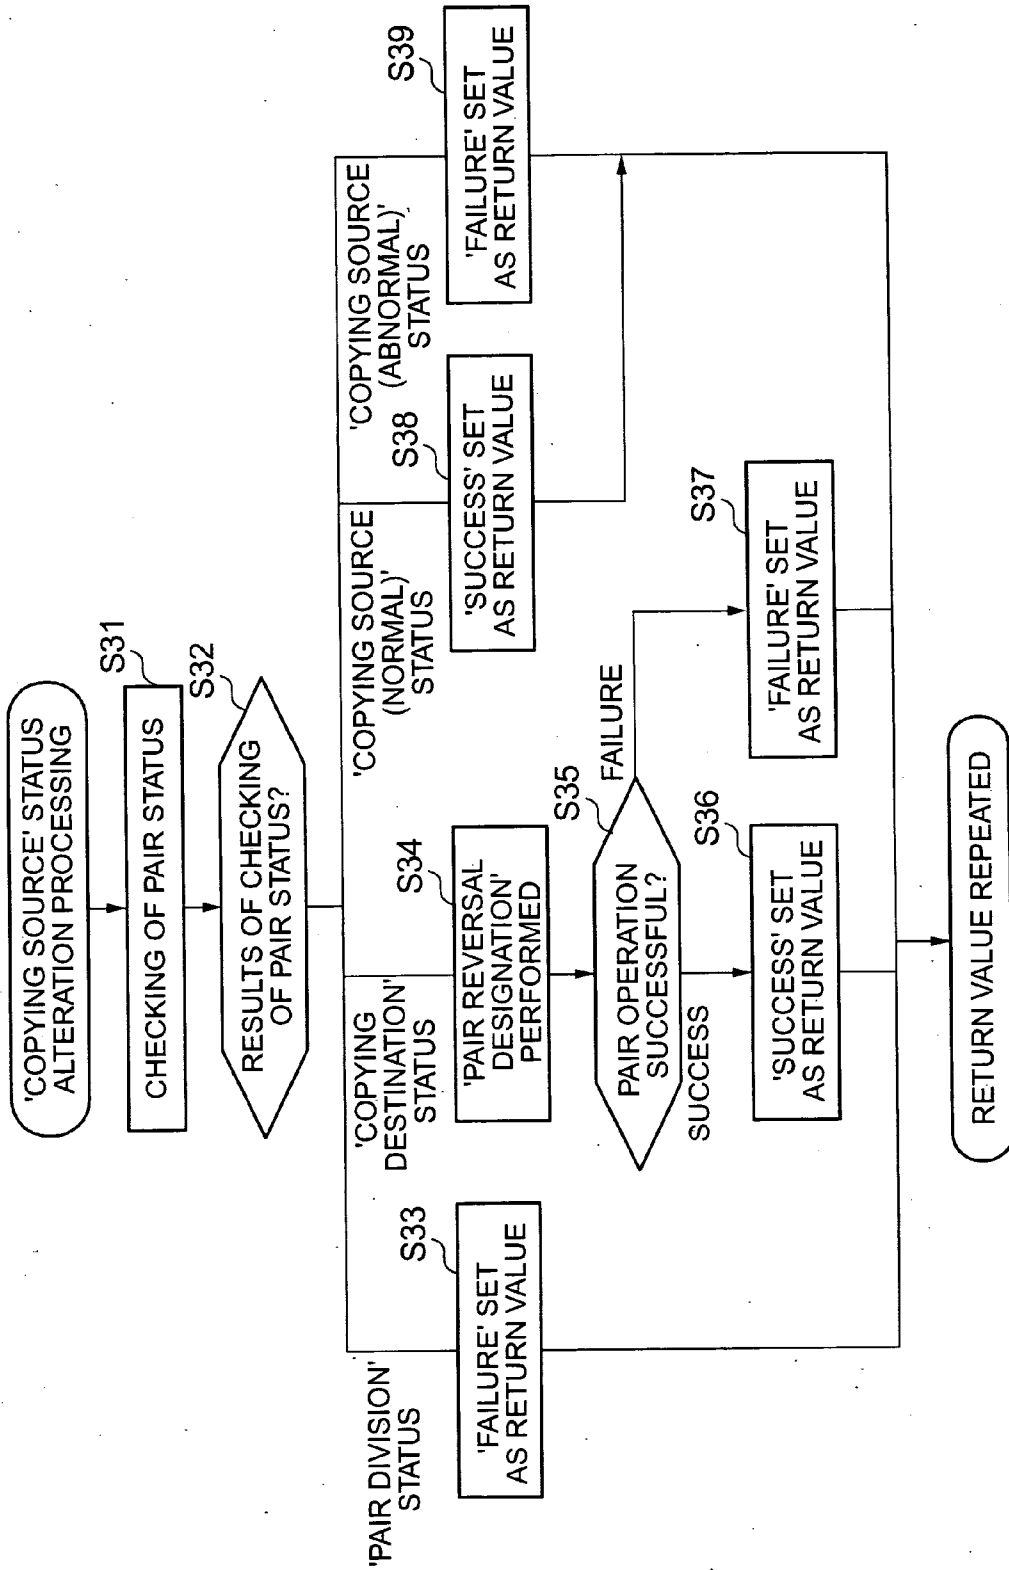 'COPYING SOURCE' STATUS
ALTERATION PROCESSING
S31
CHECKING OF PAIR STATUS
S32
RESULTS OF CHECKING
OF PAIR STATUS?
'PAIR DIVISION'
STATUS
'COPYING
DESTINATION'
STATUS
'COPYING SOURCE
(NORMAL)'
STATUS
'COPYING SOURCE
(ABNORMAL)'
STATUS
S33
'FAILURE' SET
AS RETURN VALUE
S34
'PAIR REVERSAL
DESIGNATION'
PERFORMED
S38
'SUCCESS' SET
AS RETURN VALUE
S39
'FAILURE' SET
AS RETURN VALUE
S35
PAIR OPERATION
SUCCESSFUL?
FAILURE
SUCCESS
S36
'SUCCESS' SET
AS RETURN VALUE
S37
'FAILURE' SET
AS RETURN VALUE
RETURN VALUE REPEATED